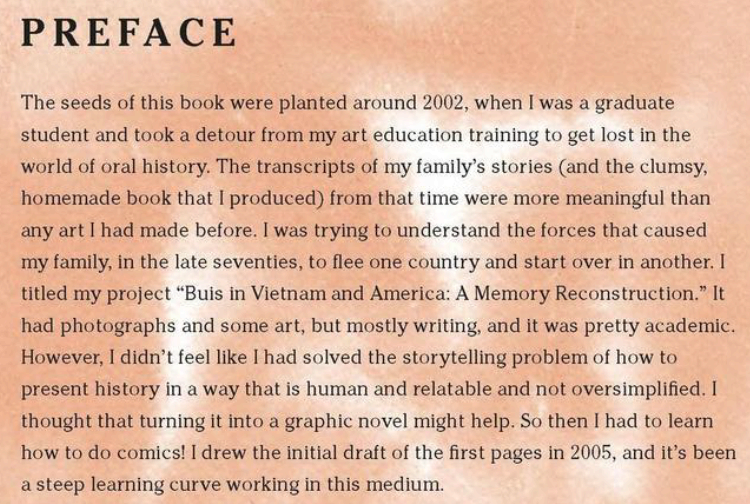 PREFACE
The seeds of this book were planted around 2002, when I was a graduate
student and took a detour from my art education training to get lost in the
world of oral history. The transcripts of my family’s stories (and the clumsy,
homemade book that I produced) from that time were more meaningful than
any art I had made before. I was trying to understand the forces that caused
my family, in the late seventies, to flee one country and start over in another. I
titled my project “Buis in Vietnam and America: A Memory Reconstruction.” It
had photographs and some art, but mostly writing, and it was pretty academic.
However, I didn’t feel like I had solved the storytelling problem of how to
present history in a way that is human and relatable and not oversimplified. I
thought that turning it into a graphic novel might help. So then I had to learn
how to do comics! I drew the initial draft of the first pages in 2005, and it’s been
a steep learning curve working in this medium.